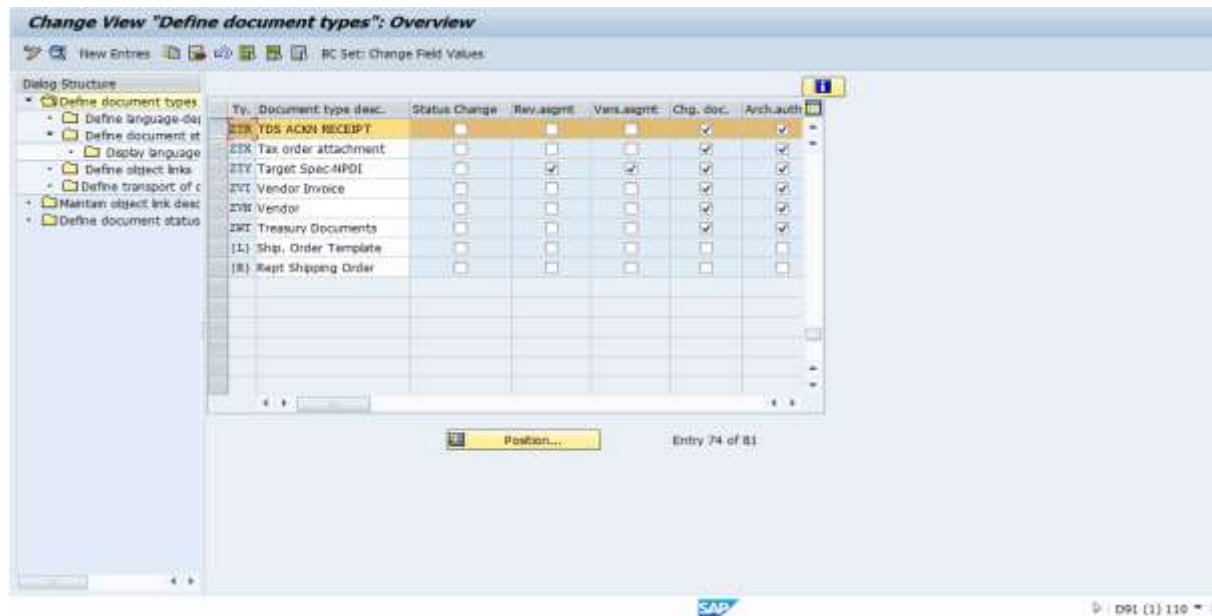 Change View "Define document types": Overview
New Entries BC Set: Change Field Values
Dialog Structure
Define document types
Define language-dep
Define document st
Display language
Define object links
Define transport of c
Maintain object link desc
Define document status
Ty. Document type desc. Status Change Rev.asgmt Vers.asgmt Chg. doc. Arch.auth
TDS ACKN RECEIPT
ZTX Tax order attachment
ZTY Target Spec-NPDI
ZVI Vendor Invoice
Vendor
Treasury Documents
(L) Ship. Order Template
(R) Rept Shipping Order
Position... Entry 74 of 81
SAP D91 (1) 110